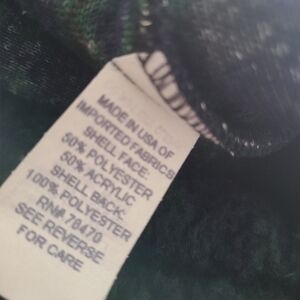 MADE IN USA OF
IMPORTED FABRICS
SHELL FACE:
50% POLYESTER
50% ACRYLIC
SHELL BACK:
100% POLYESTER
RN# 70470
SEE REVERSE
FOR CARE